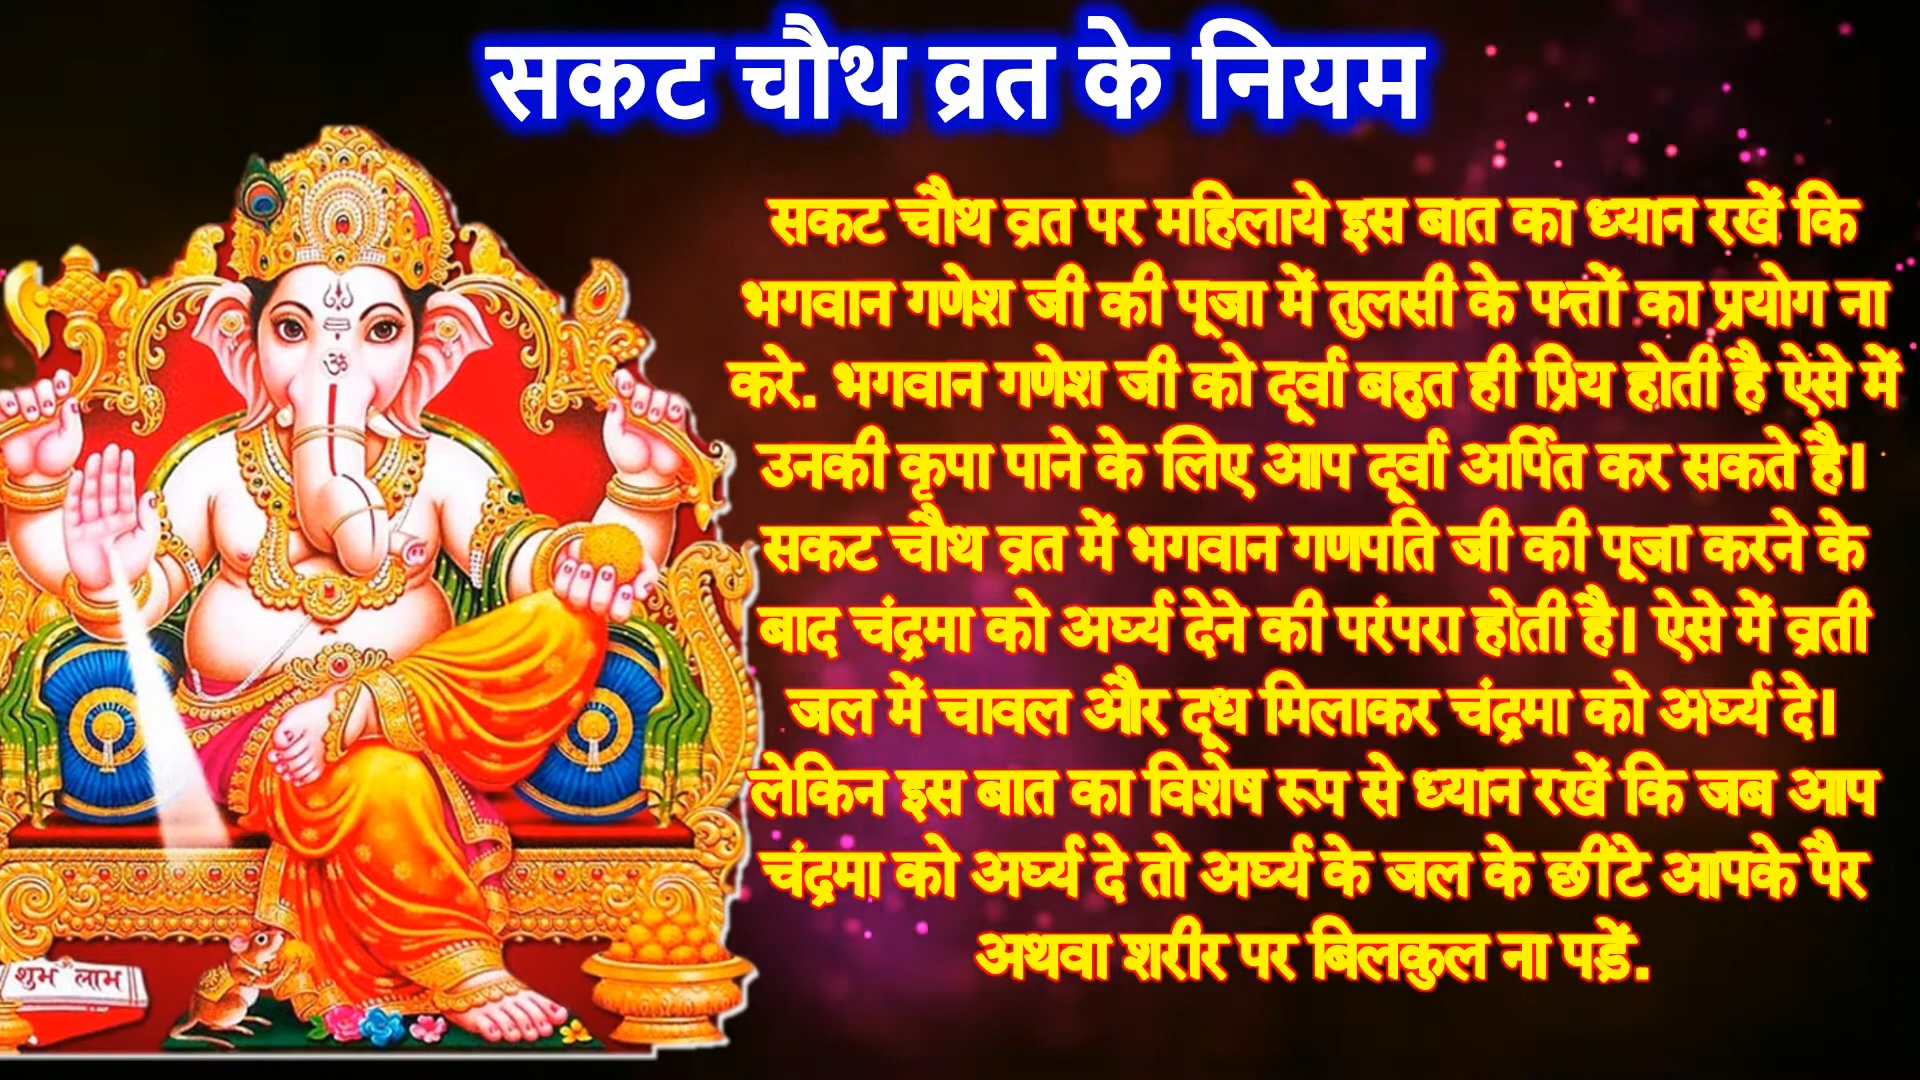 सकट चौथ व्रत के नियम
सकट चौथ व्रत पर महिलाये इस बात का ध्यान रखें कि
भगवान गणेश जी की पूजा में तुलसी के पत्तों का प्रयोग ना
करे. भगवान गणेश जी को दूर्वा बहुत ही प्रिय होती है ऐसे में
उनकी कृपा पाने के लिए आप दूर्वा अर्पित कर सकते है।
सकट चौथ व्रत में भगवान गणपति जी की पूजा करने के
बाद चंद्रमा को अर्घ्य देने की परंपरा होती है। ऐसे में व्रती
जल में चावल और दूध मिलाकर चंद्रमा को अर्घ्य दे।
लेकिन इस बात का विशेष रूप से ध्यान रखें कि जब आप
चंद्रमा को अर्घ्य दे तो अर्घ्य के जल के छींटे आपके पैर
अथवा शरीर पर बिलकुल ना पड़ें.
ॐ
शुभ लाभ